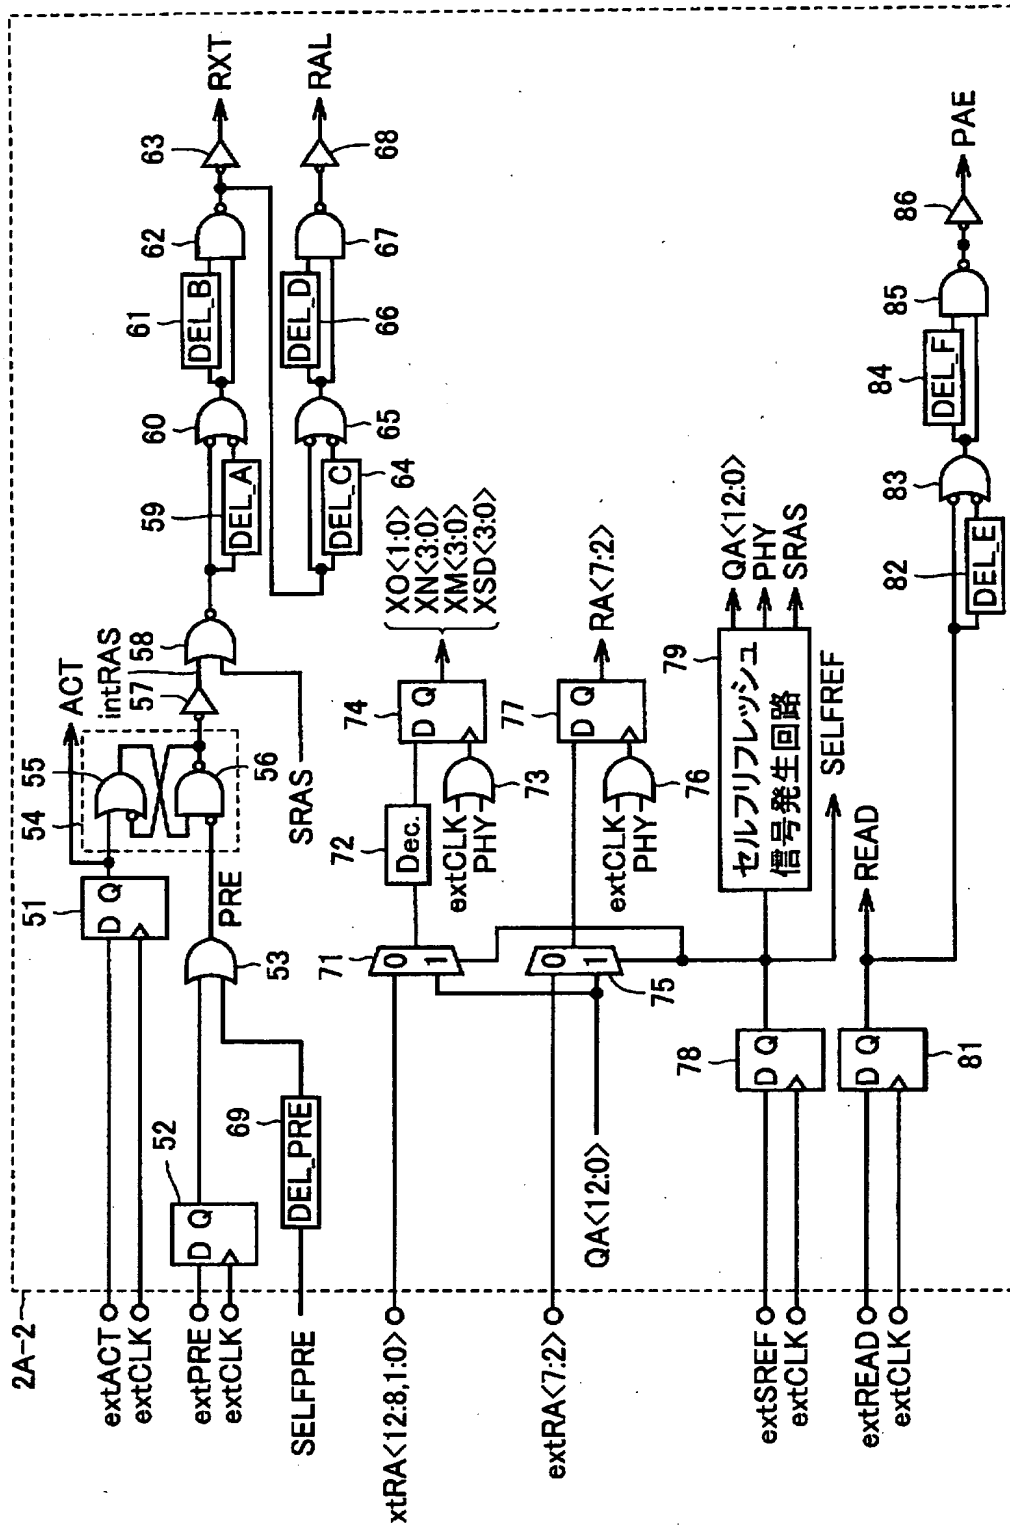 2A-2
extACT
extCLK
51
D Q
ACT
54
55
56
intRAS
57
58
59
DEL_A
60
61
DEL_B
62
63
RXT
extPRE
extCLK
52
D Q
53
PRE
SRAS
SELFPRE
69
DEL_PRE
64
DEL_C
65
66
DEL_D
67
68
RAL
xtRA<12:8,1:0>
71
0
1
72
Dec.
extCLK
PHY
73
74
D Q
XO<1:0>
XN<3:0>
XM<3:0>
XSD<3:0>
extRA<7:2>
75
0
1
QA<12:0>
extCLK
PHY
76
77
D Q
RA<7:2>
extSREF
extCLK
78
D Q
79
セルフリフレッシュ
信号発生回路
QA<12:0>
PHY
SRAS
SELFREF
extREAD
extCLK
81
D Q
READ
82
DEL_E
83
84
DEL_F
85
86
PAE